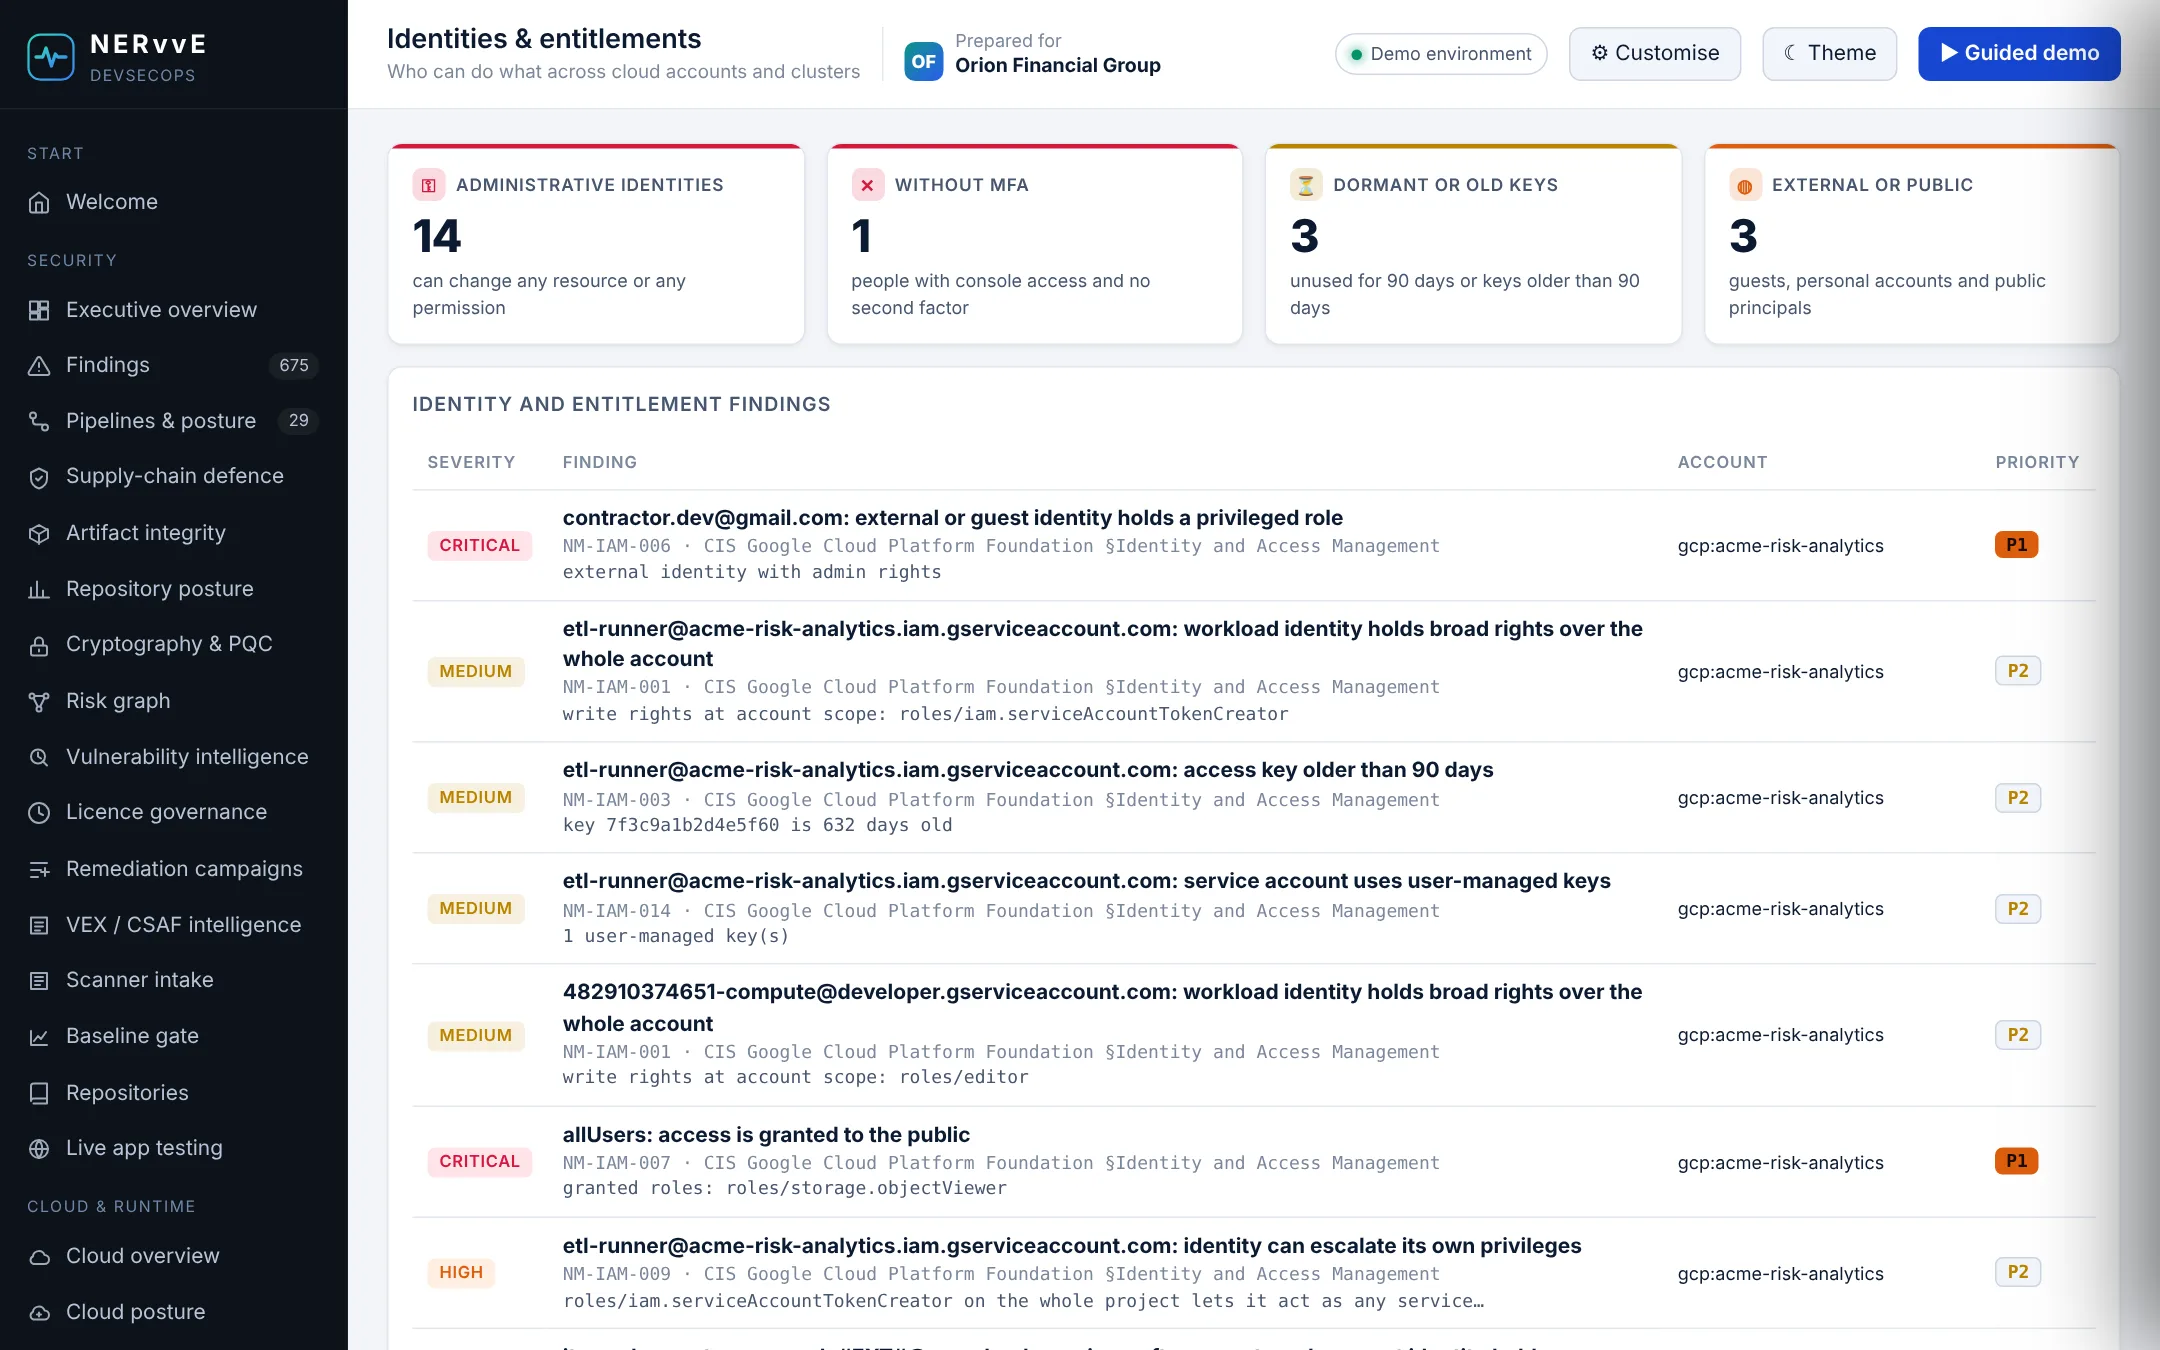 NERvvE
DEVSECOPS
START
Welcome
SECURITY
Executive overview
Findings 675
Pipelines & posture 29
Supply-chain defence
Artifact integrity
Repository posture
Cryptography & PQC
Risk graph
Vulnerability intelligence
Licence governance
Remediation campaigns
VEX / CSAF intelligence
Scanner intake
Baseline gate
Repositories
Live app testing
CLOUD & RUNTIME
Cloud overview
Cloud posture
Identities & entitlements
Who can do what across cloud accounts and clusters
OF
Prepared for
Orion Financial Group
Demo environment
Customise
Theme
Guided demo
ADMINISTRATIVE IDENTITIES
14
can change any resource or any
permission
WITHOUT MFA
1
people with console access and no
second factor
DORMANT OR OLD KEYS
3
unused for 90 days or keys older than 90
days
EXTERNAL OR PUBLIC
3
guests, personal accounts and public
principals
IDENTITY AND ENTITLEMENT FINDINGS
SEVERITY FINDING ACCOUNT PRIORITY
contractor.dev@gmail.com: external or guest identity holds a privileged role
CRITICAL NM-IAM-006 · CIS Google Cloud Platform Foundation §Identity and Access Management gcp:acme-risk-analytics P1
external identity with admin rights
etl-runner@acme-risk-analytics.iam.gserviceaccount.com: workload identity holds broad rights over the
whole account
MEDIUM NM-IAM-001 · CIS Google Cloud Platform Foundation §Identity and Access Management gcp:acme-risk-analytics P2
write rights at account scope: roles/iam.serviceAccountTokenCreator
etl-runner@acme-risk-analytics.iam.gserviceaccount.com: access key older than 90 days
MEDIUM NM-IAM-003 · CIS Google Cloud Platform Foundation §Identity and Access Management gcp:acme-risk-analytics P2
key 7f3c9a1b2d4e5f60 is 632 days old
etl-runner@acme-risk-analytics.iam.gserviceaccount.com: service account uses user-managed keys
MEDIUM NM-IAM-014 · CIS Google Cloud Platform Foundation §Identity and Access Management gcp:acme-risk-analytics P2
1 user-managed key(s)
482910374651-compute@developer.gserviceaccount.com: workload identity holds broad rights over the
whole account
MEDIUM NM-IAM-001 · CIS Google Cloud Platform Foundation §Identity and Access Management gcp:acme-risk-analytics P2
write rights at account scope: roles/editor
allUsers: access is granted to the public
CRITICAL NM-IAM-007 · CIS Google Cloud Platform Foundation §Identity and Access Management gcp:acme-risk-analytics P1
granted roles: roles/storage.objectViewer
etl-runner@acme-risk-analytics.iam.gserviceaccount.com: identity can escalate its own privileges
HIGH NM-IAM-009 · CIS Google Cloud Platform Foundation §Identity and Access Management gcp:acme-risk-analytics P2
roles/iam.serviceAccountTokenCreator on the whole project lets it act as any service…